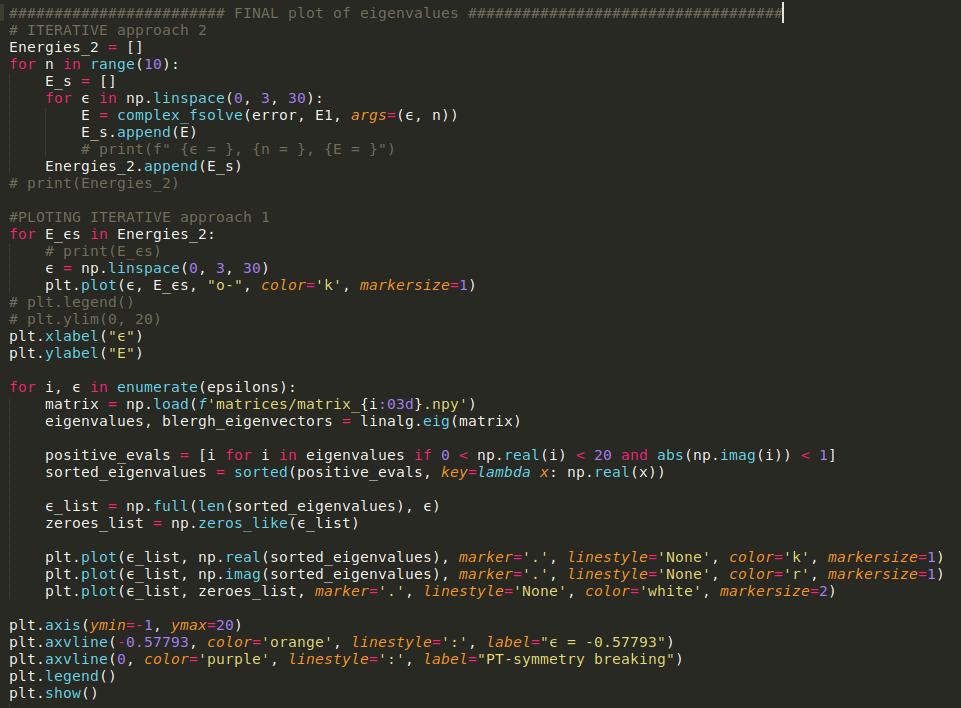 ######################## FINAL plot of eigenvalues ###################################
# ITERATIVE approach 2
Energies_2 = []
for n in range(10):
    E_s = []
    for ϵ in np.linspace(0, 3, 30):
        E = complex_fsolve(error, E1, args=(ϵ, n))
        E_s.append(E)
        # print(f" {ϵ = }, {n = }, {E = }")
    Energies_2.append(E_s)
# print(Energies_2)

#PLOTING ITERATIVE approach 1
for E_ϵs in Energies_2:
    # print(E_ϵs)
    ϵ = np.linspace(0, 3, 30)
    plt.plot(ϵ, E_ϵs, "o-", color='k', markersize=1)
# plt.legend()
# plt.ylim(0, 20)
plt.xlabel("ϵ")
plt.ylabel("E")

for i, ϵ in enumerate(epsilons):
    matrix = np.load(f'matrices/matrix_{i:03d}.npy')
    eigenvalues, blergh_eigenvectors = linalg.eig(matrix)

    positive_evals = [i for i in eigenvalues if 0 < np.real(i) < 20 and abs(np.imag(i)) < 1]
    sorted_eigenvalues = sorted(positive_evals, key=lambda x: np.real(x))

    ϵ_list = np.full(len(sorted_eigenvalues), ϵ)
    zeroes_list = np.zeros_like(ϵ_list)

    plt.plot(ϵ_list, np.real(sorted_eigenvalues), marker='.', linestyle='None', color='k', markersize=1)
    plt.plot(ϵ_list, np.imag(sorted_eigenvalues), marker='.', linestyle='None', color='r', markersize=1)
    plt.plot(ϵ_list, zeroes_list, marker='.', linestyle='None', color='white', markersize=2)

plt.axis(ymin=-1, ymax=20)
plt.axvline(-0.57793, color='orange', linestyle=':', label="ϵ = -0.57793")
plt.axvline(0, color='purple', linestyle=':', label="PT-symmetry breaking")
plt.legend()
plt.show()